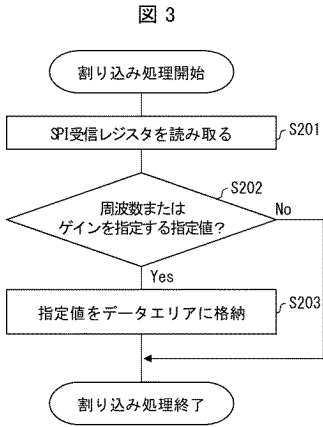 図 3
割り込み処理開始
SPI受信レジスタを読み取る
S201
S202
周波数または
ゲインを指定する指定値？
No
Yes
指定値をデータエリアに格納
S203
割り込み処理終了